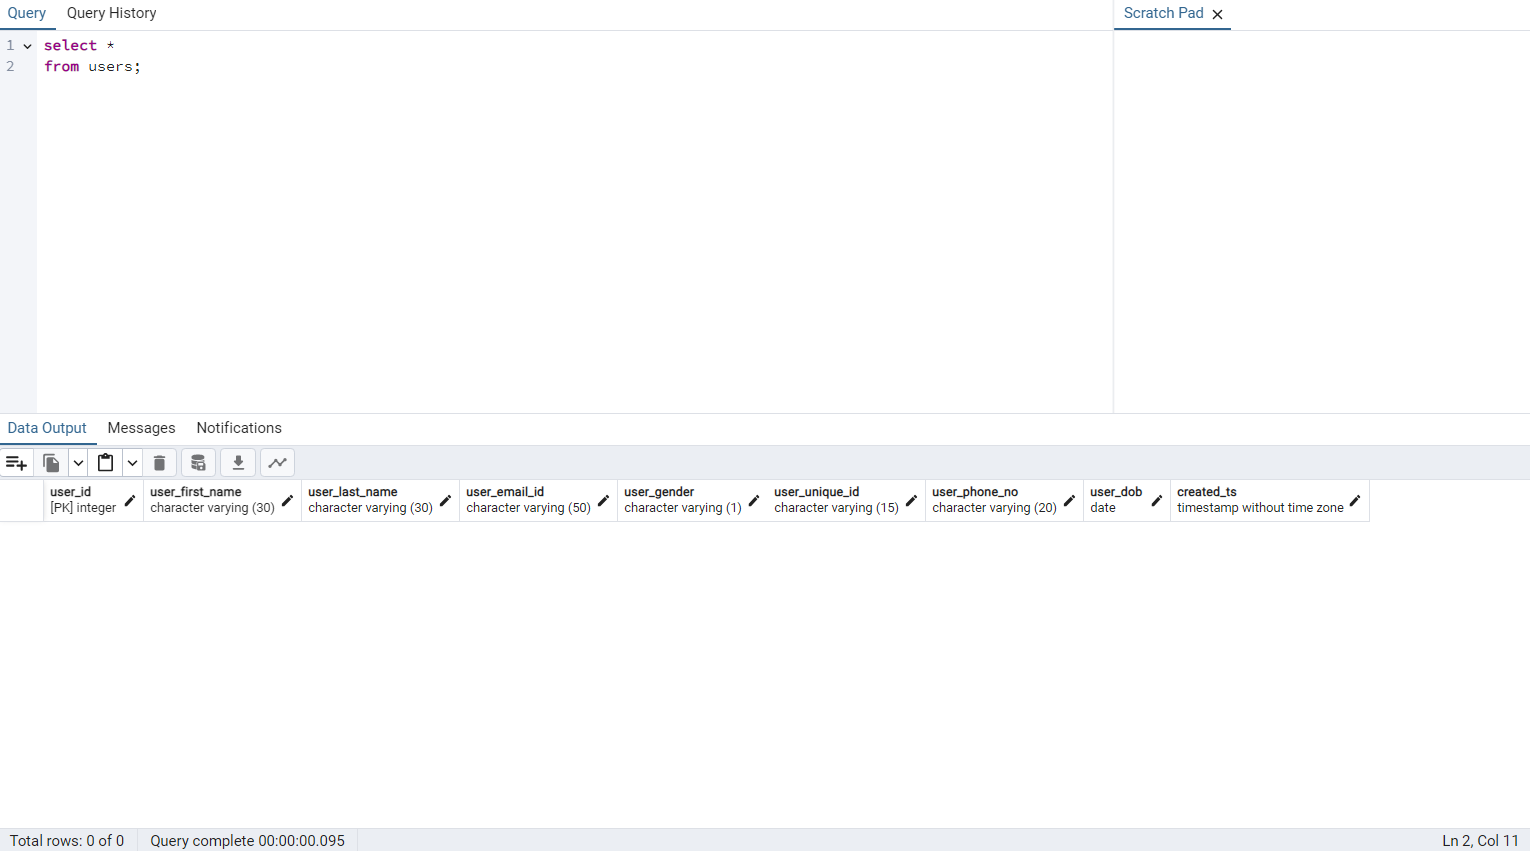 Query Query History Scratch Pad
1 select *
2 from users;
Data Output Messages Notifications
user_id user_first_name user_last_name user_email_id user_gender user_unique_id user_phone_no user_dob created_ts
[PK] integer character varying (30) character varying (30) character varying (50) character varying (1) character varying (15) character varying (20) date timestamp without time zone
Total rows: 0 of 0 Query complete 00:00:00.095 Ln 2, Col 11